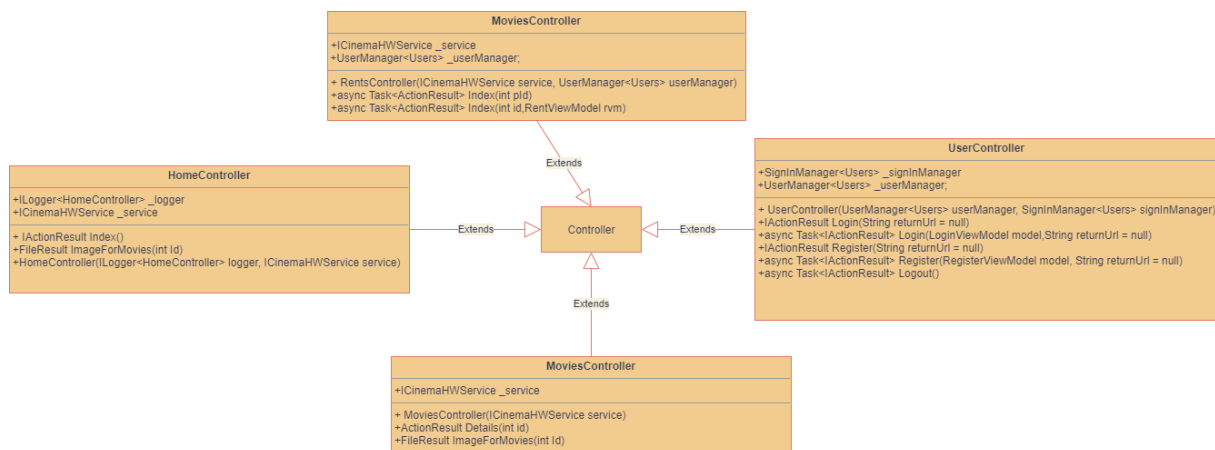 MoviesController
+ICinemaHWService _service
+UserManager<Users> _userManager;
+ RentsController(ICinemaHWService service, UserManager<Users> userManager)
+async Task<ActionResult> Index(int pId)
+async Task<ActionResult> Index(int id,RentViewModel rvm)
Extends
HomeController
+ILogger<HomeController> _logger
+ICinemaHWService _service
+ IActionResult Index()
+FileResult ImageForMovies(int Id)
+HomeController(ILogger<HomeController> logger, ICinemaHWService service)
Extends
Controller
Extends
UserController
+SignInManager<Users> _signInManager
+UserManager<Users> _userManager;
+ UserController(UserManager<Users> userManager, SignInManager<Users> signInManager)
+IActionResult Login(String returnUrl = null)
+async Task<IActionResult> Login(LoginViewModel model,String returnUrl = null)
+IActionResult Register(String returnUrl = null)
+async Task<IActionResult> Register(RegisterViewModel model, String returnUrl = null)
+async Task<IActionResult> Logout()
Extends
MoviesController
+ICinemaHWService _service
+ MoviesController(ICinemaHWService service)
+ActionResult Details(int id)
+FileResult ImageForMovies(int Id)